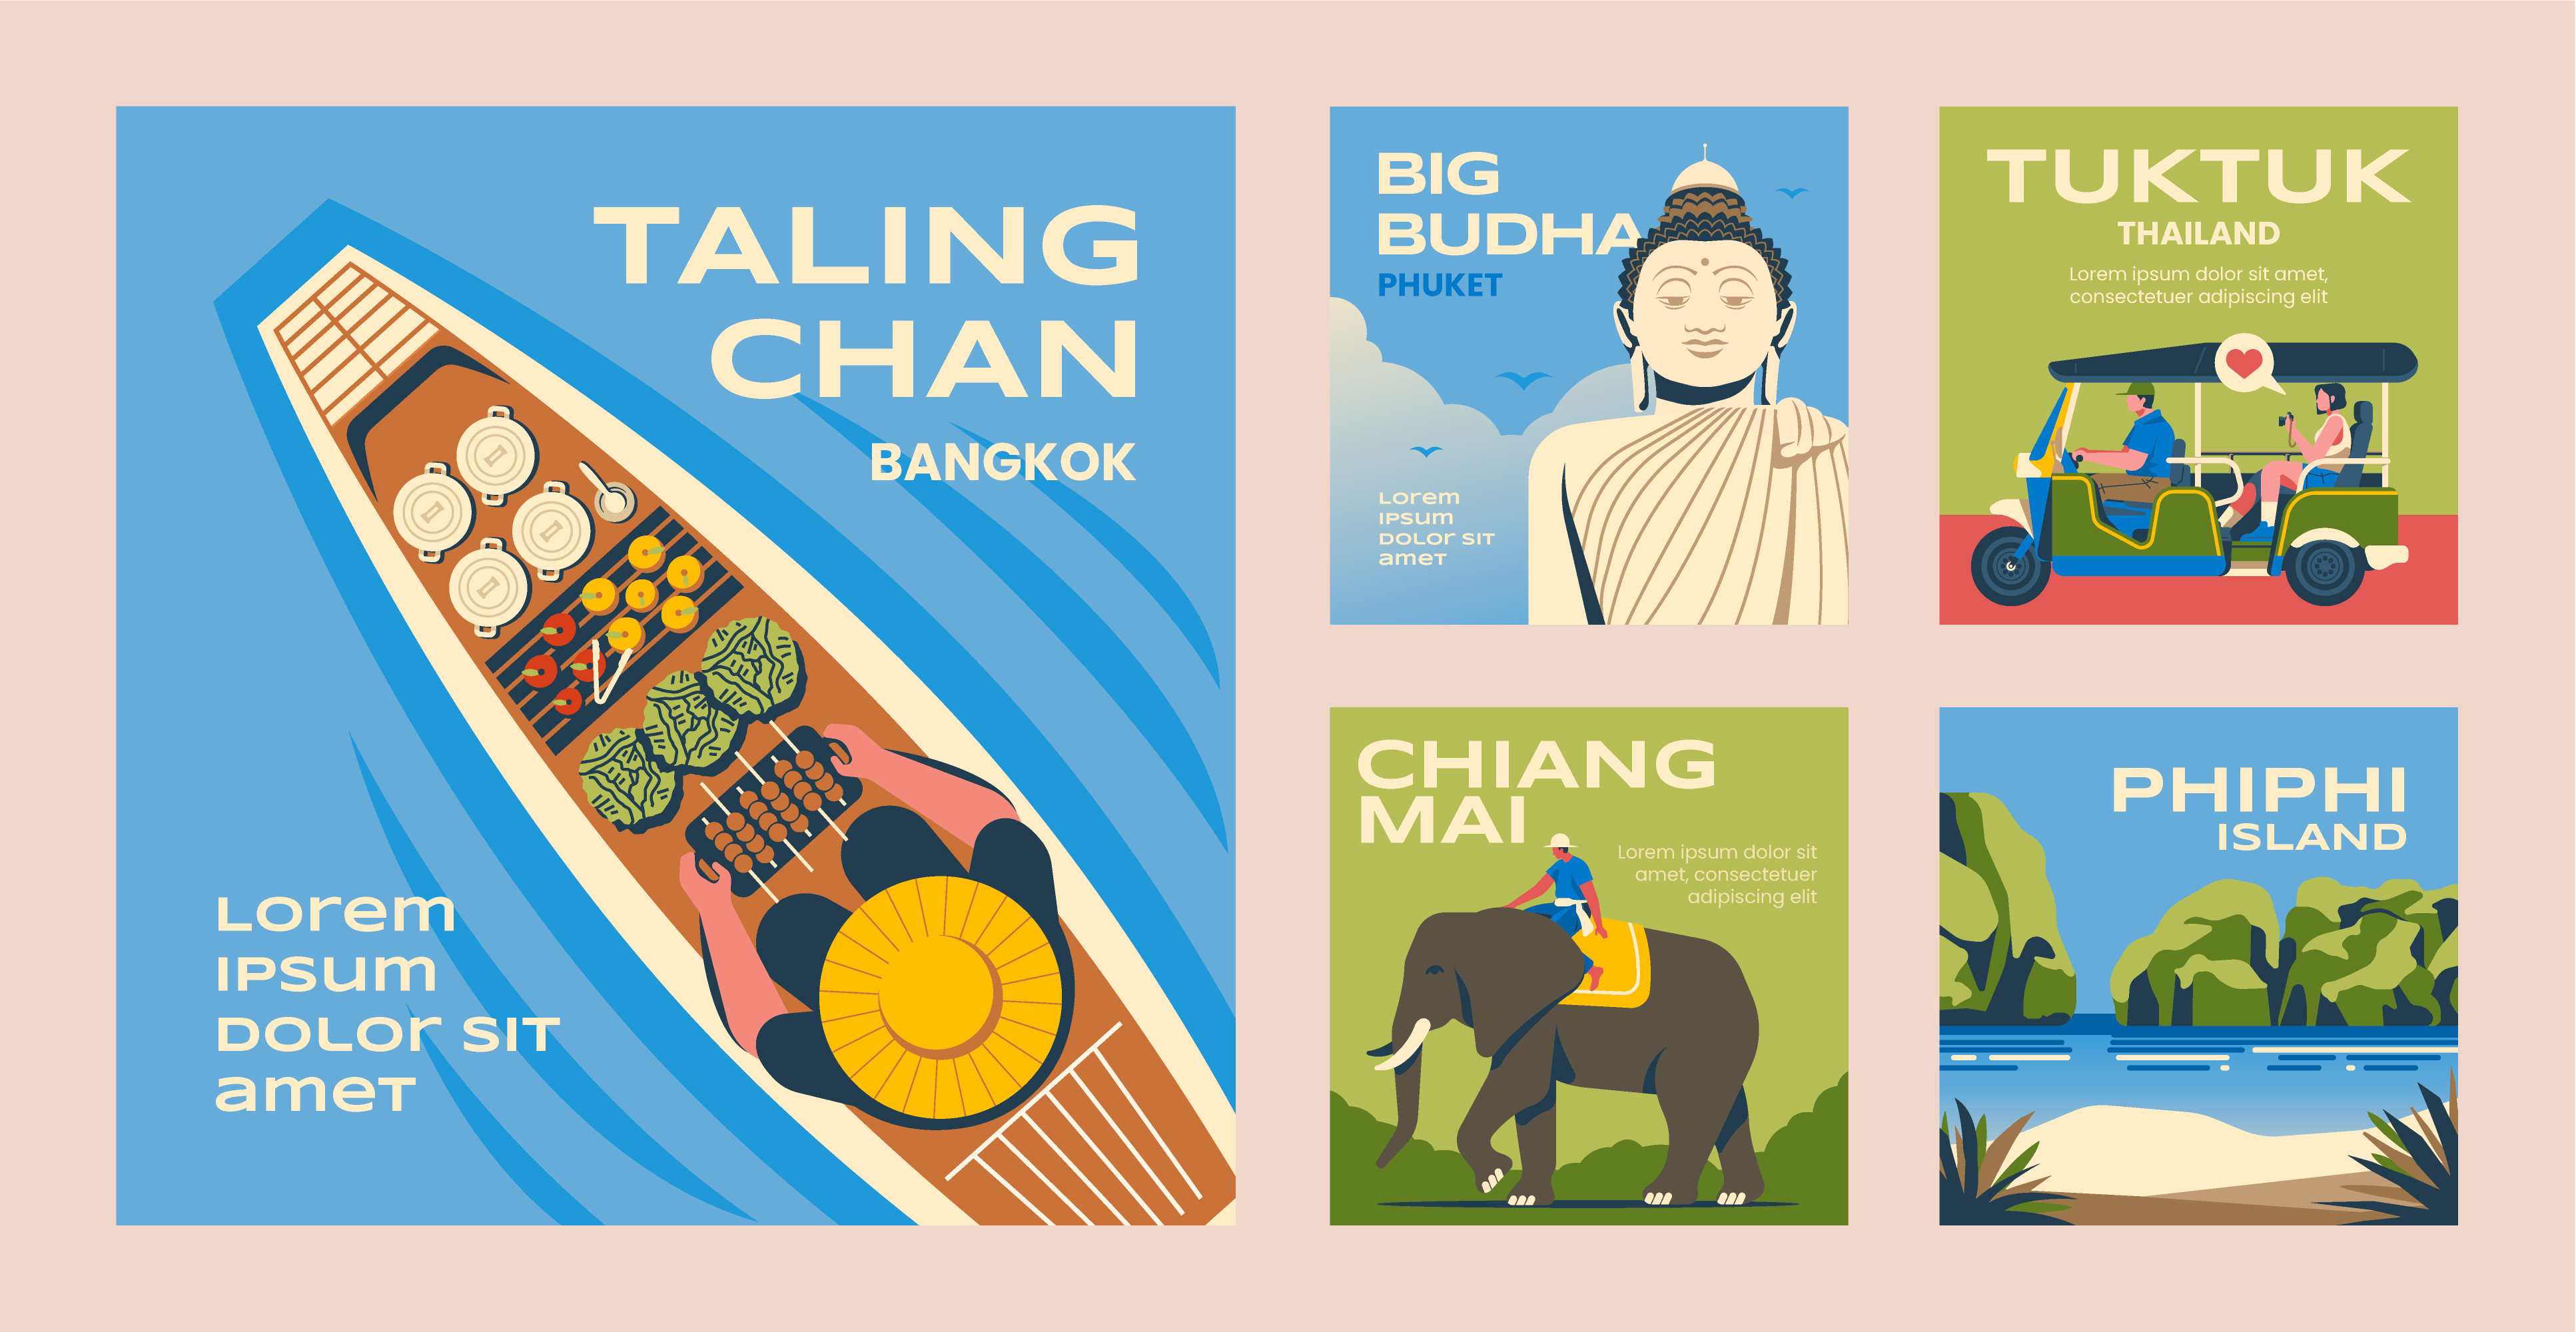 TALING
CHAN
BANGKOK
Lorem
ipsum
dolor sit
amet
BIG
BUDHA
PHUKET
Lorem
ipsum
dolor sit
amet
TUKTUK
THAILAND
Lorem ipsum dolor sit amet,
consectetuer adipiscing elit
CHIANG
MAI
Lorem ipsum dolor sit
amet, consectetuer
adipiscing elit
PHIPHI
ISLAND